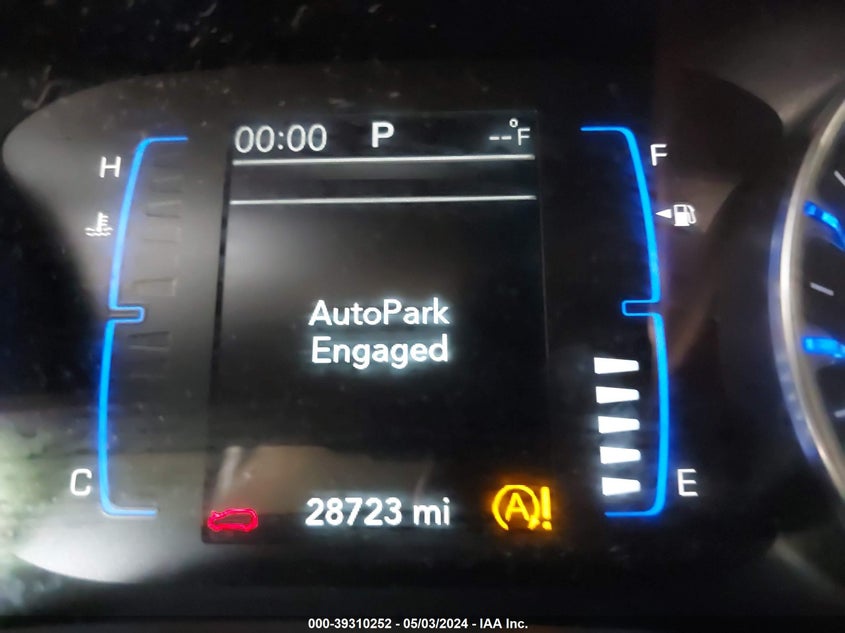 00:00 P --°F
H
F
AutoPark
Engaged
C
E
28723 mi
A!
000-39310252 - 05/03/2024 - IAA Inc.